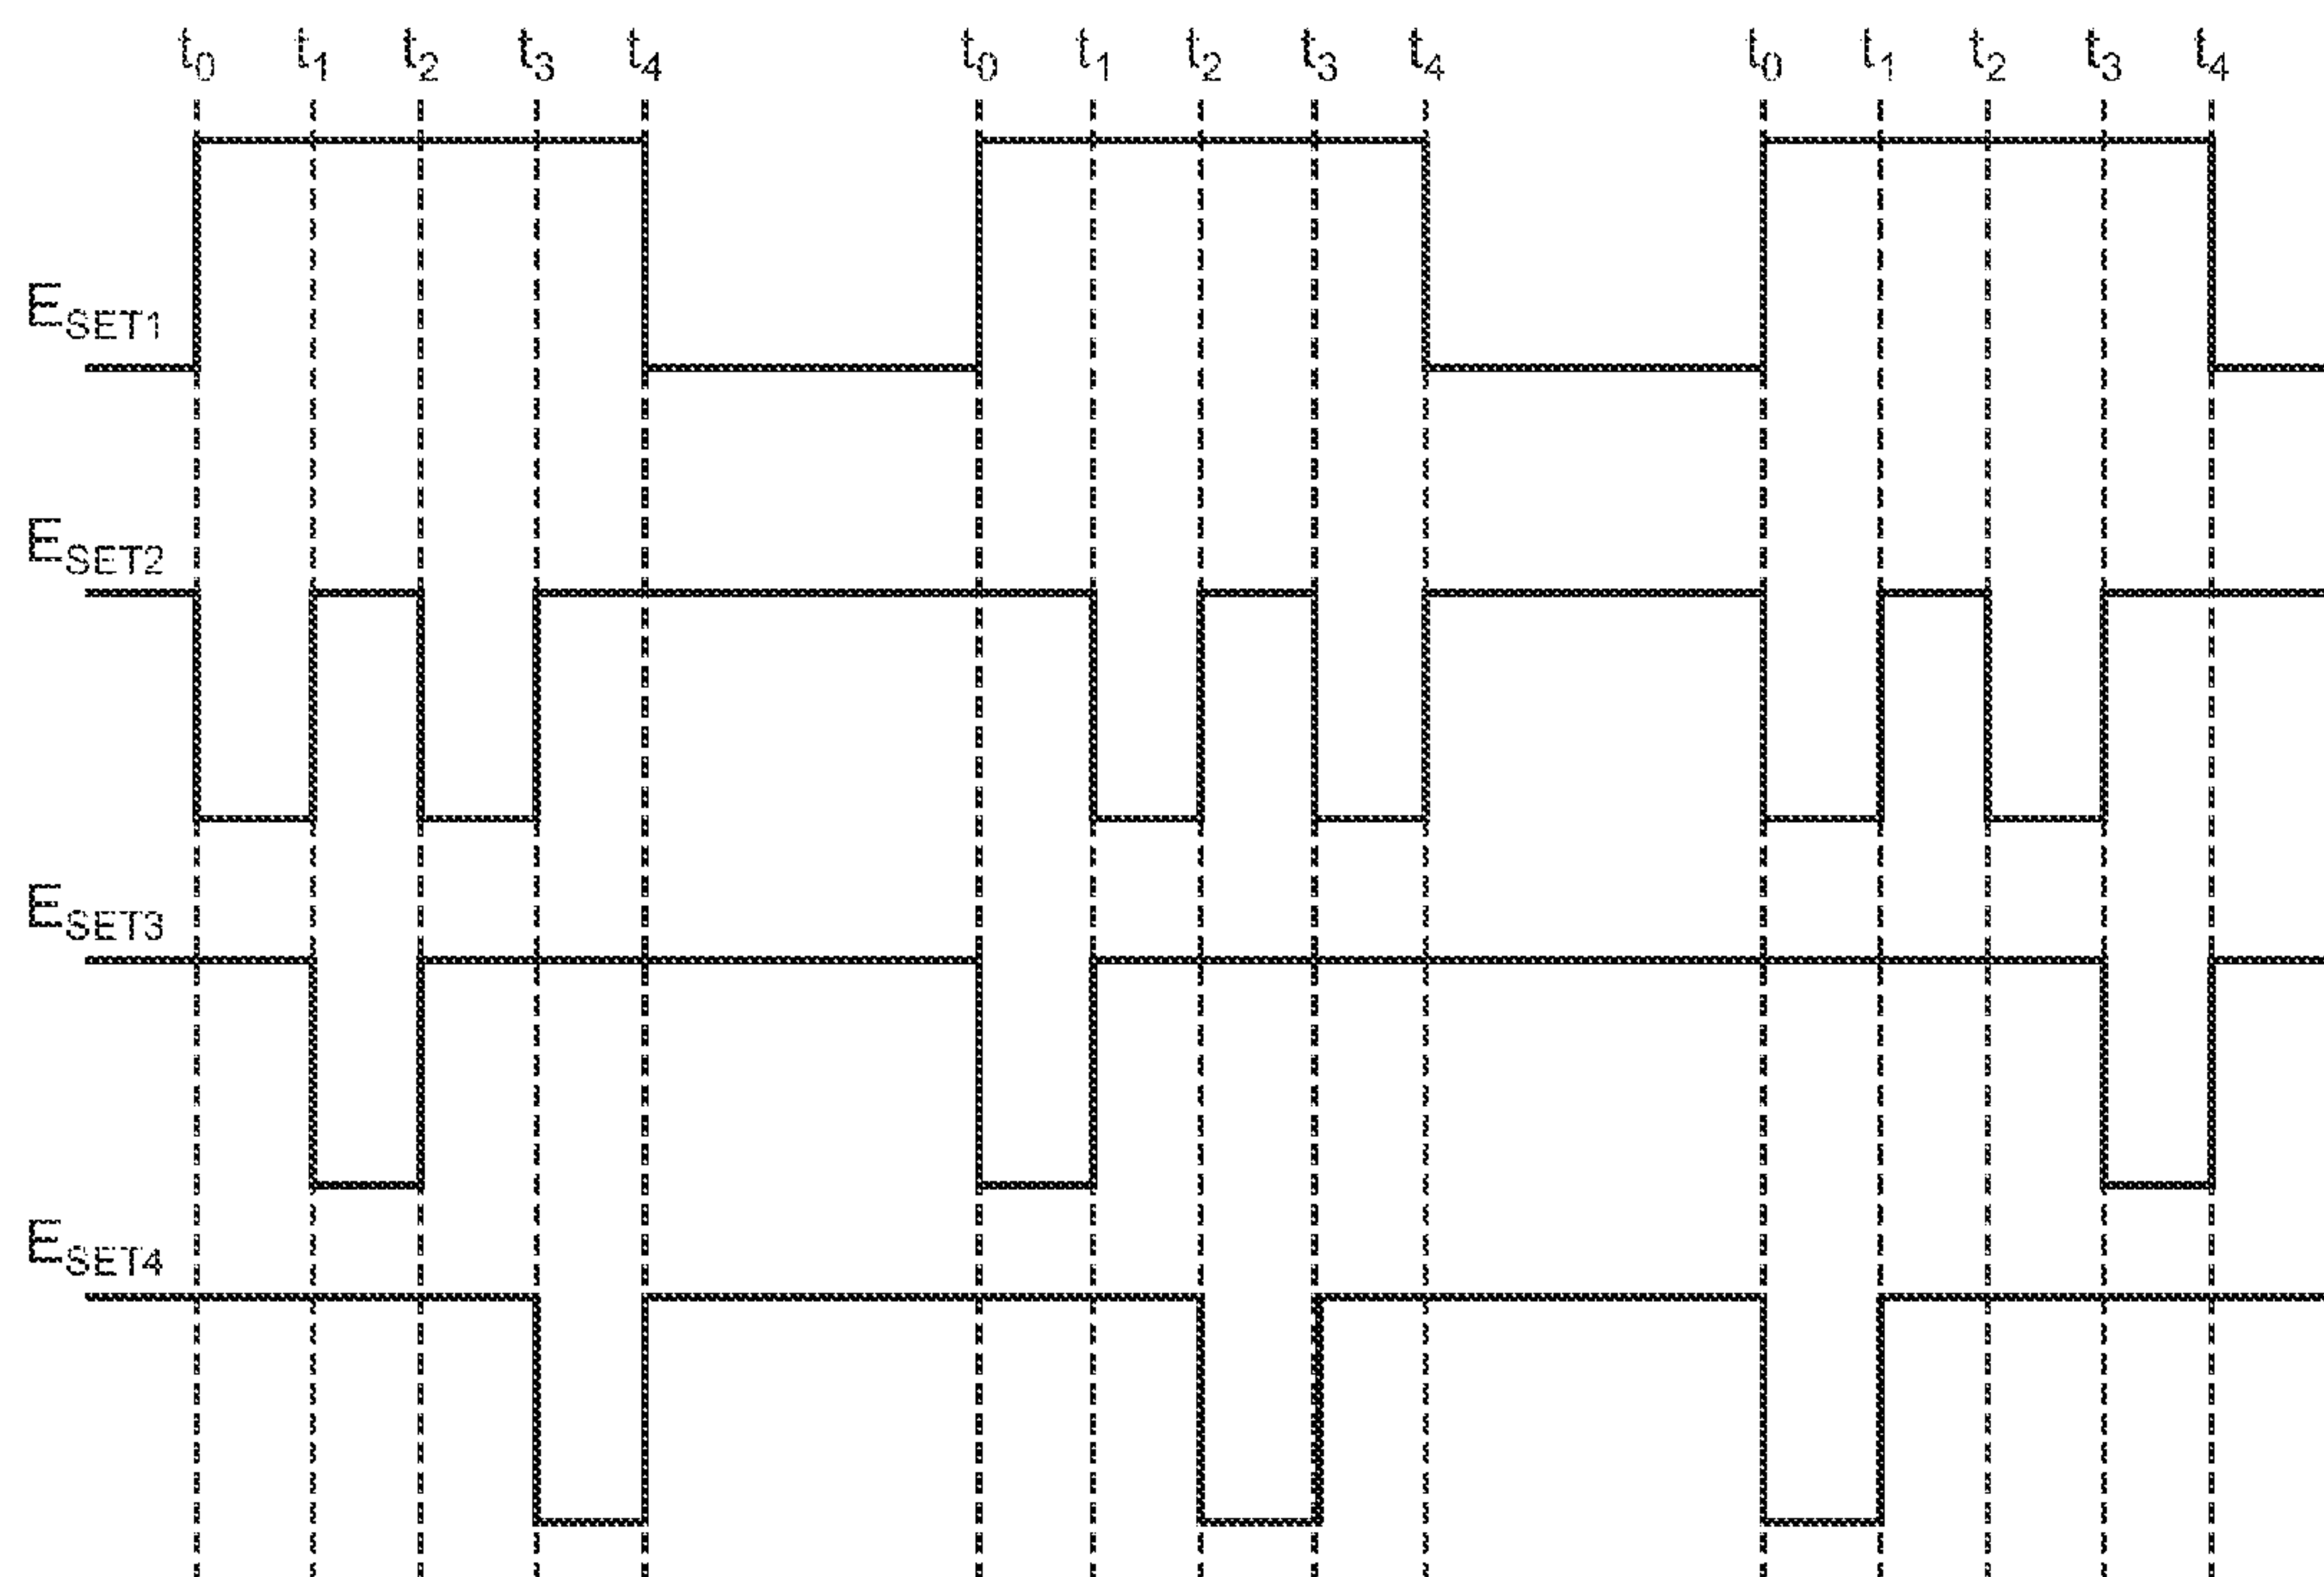 t0 t1 t2 t3 t4 t0 t1 t2 t3 t4 t0 t1 t2 t3 t4
ESET1
ESET2
ESET3
ESET4